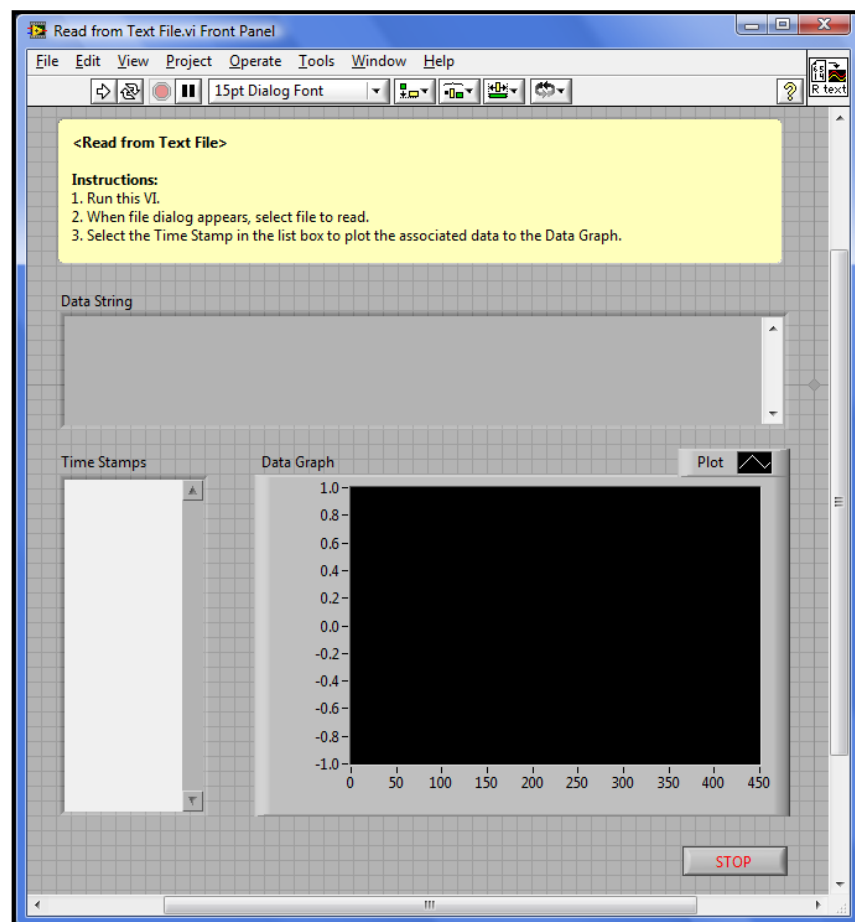 Read from Text File.vi Front Panel
File Edit View Project Operate Tools Window Help
15pt Dialog Font
R text
<Read from Text File>
Instructions:
1. Run this VI.
2. When file dialog appears, select file to read.
3. Select the Time Stamp in the list box to plot the associated data to the Data Graph.
Data String
Time Stamps
Data Graph
Plot
1.0
0.8
0.6
0.4
0.2
0.0
-0.2
-0.4
-0.6
-0.8
-1.0
0 50 100 150 200 250 300 350 400 450
STOP